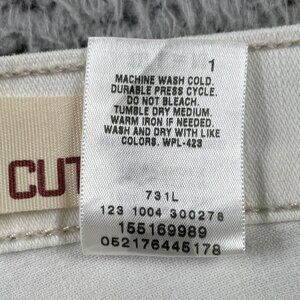 1
MACHINE WASH COLD.
DURABLE PRESS CYCLE.
DO NOT BLEACH.
TUMBLE DRY MEDIUM.
WARM IRON IF NEEDED.
WASH AND DRY WITH LIKE
COLORS. WPL-423
CUT
731L
123 1004 300278
155169989
052176445178